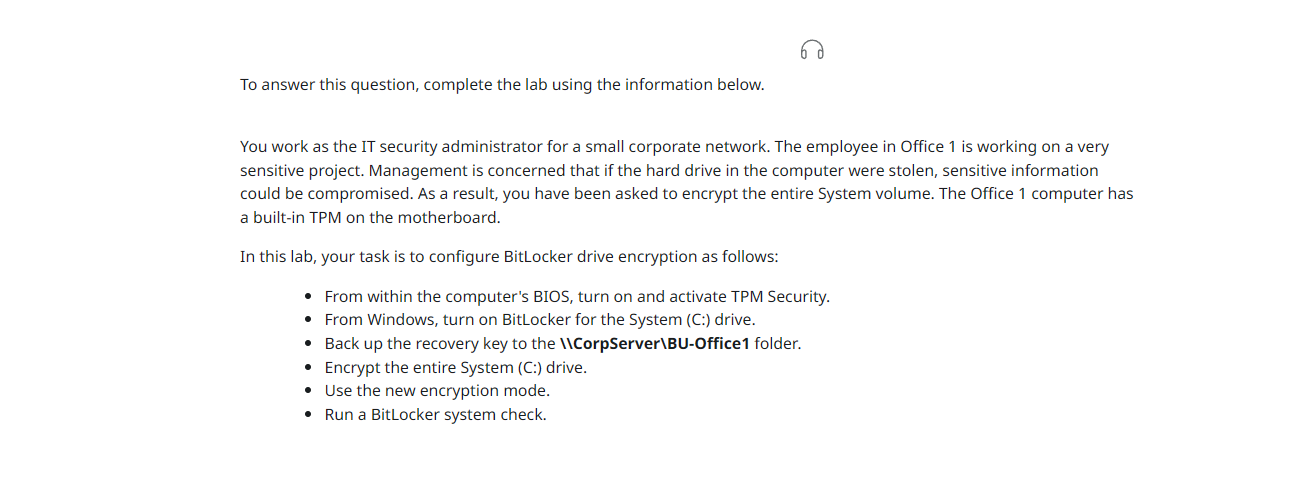 To answer this question, complete the lab using the information below.
You work as the IT security administrator for a small corporate network. The employee in Office 1 is working on a very
sensitive project. Management is concerned that if the hard drive in the computer were stolen, sensitive information
could be compromised. As a result, you have been asked to encrypt the entire System volume. The Office 1 computer has
a built-in TPM on the motherboard.
In this lab, your task is to configure BitLocker drive encryption as follows:
• From within the computer's BIOS, turn on and activate TPM Security.
• From Windows, turn on BitLocker for the System (C:) drive.
• Back up the recovery key to the \\CorpServer\BU-Office1 folder.
• Encrypt the entire System (C:) drive.
• Use the new encryption mode.
• Run a BitLocker system check.